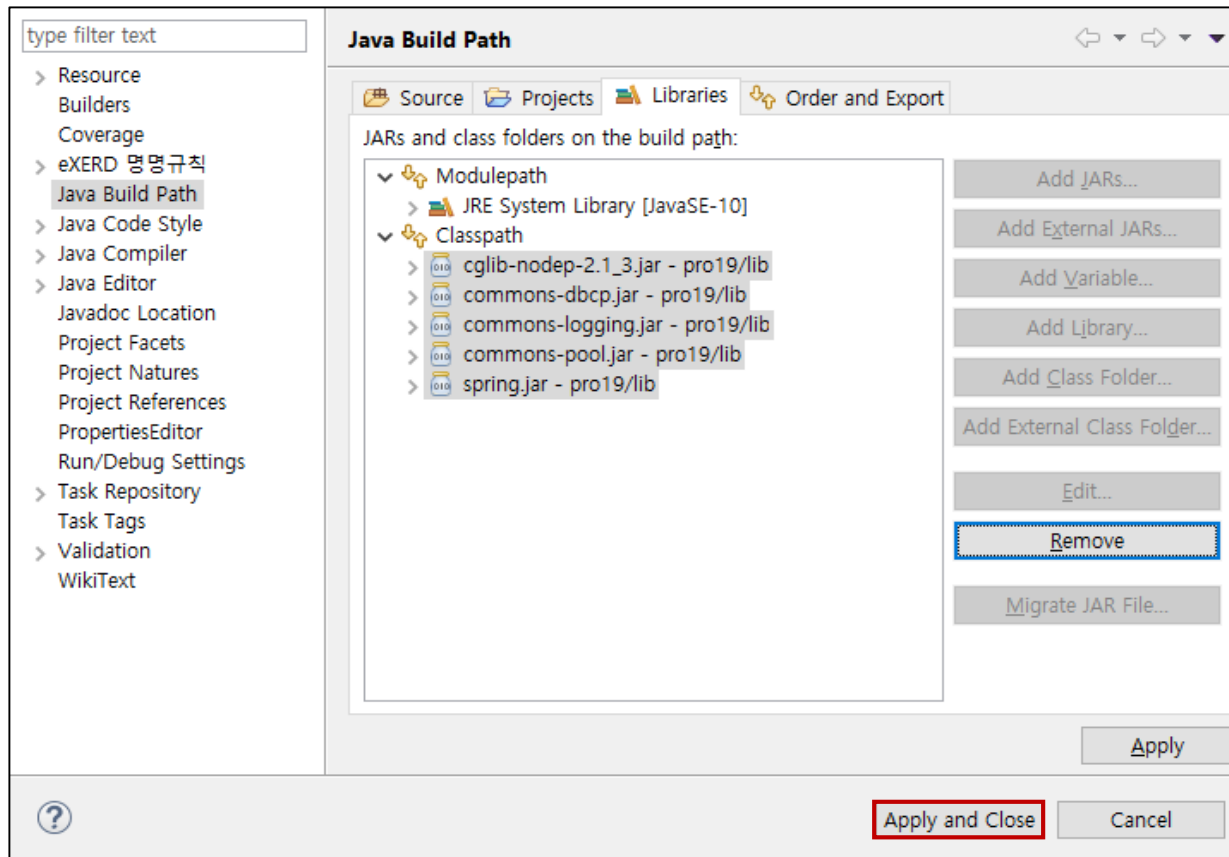 type filter text
Resource
Builders
Coverage
eXERD 명명규칙
Java Build Path
Java Code Style
Java Compiler
Java Editor
Javadoc Location
Project Facets
Project Natures
Project References
PropertiesEditor
Run/Debug Settings
Task Repository
Task Tags
Validation
WikiText
Java Build Path
Source Projects Libraries Order and Export
JARs and class folders on the build path:
Modulepath
JRE System Library [JavaSE-10]
Classpath
cglib-nodep-2.1_3.jar - pro19/lib
commons-dbcp.jar - pro19/lib
commons-logging.jar - pro19/lib
commons-pool.jar - pro19/lib
spring.jar - pro19/lib
Add JARs...
Add External JARs...
Add Variable...
Add Library...
Add Class Folder...
Add External Class Folder...
Edit...
Remove
Migrate JAR File...
Apply
Apply and Close Cancel